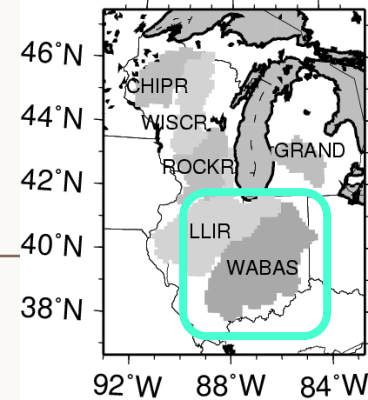 46°N
CHIPR
44°N
WISCR
GRAND
ROCKR
42°N
LLIR
40°N
WABAS
38°N
92°W 88°W 84°W